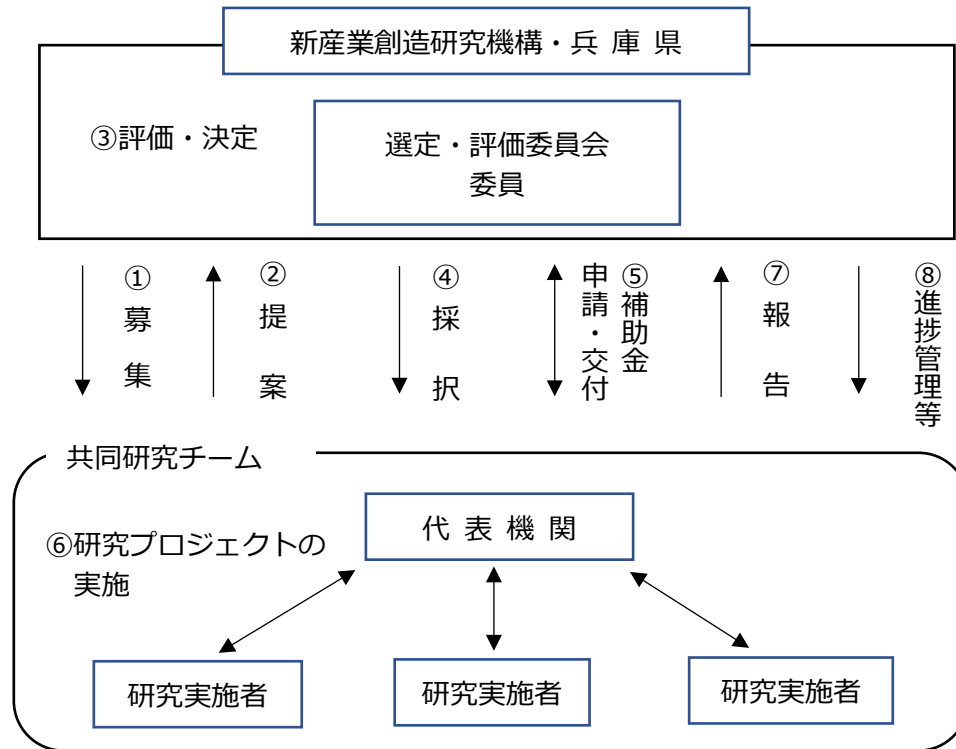 新産業創造研究機構・兵庫県
③評価・決定
選定・評価委員会
委員
①募集
②提案
④採択
⑤補助金
申請・交付
⑦報告
⑧進捗管理等
共同研究チーム
代表機関
⑥研究プロジェクトの
実施
研究実施者
研究実施者
研究実施者